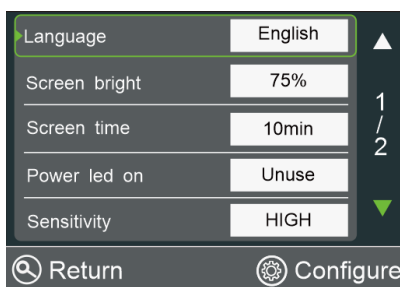 Language English
Screen bright 75%
Screen time 10min
Power led on Unuse
Sensitivity HIGH
1
/
2
Return Configure